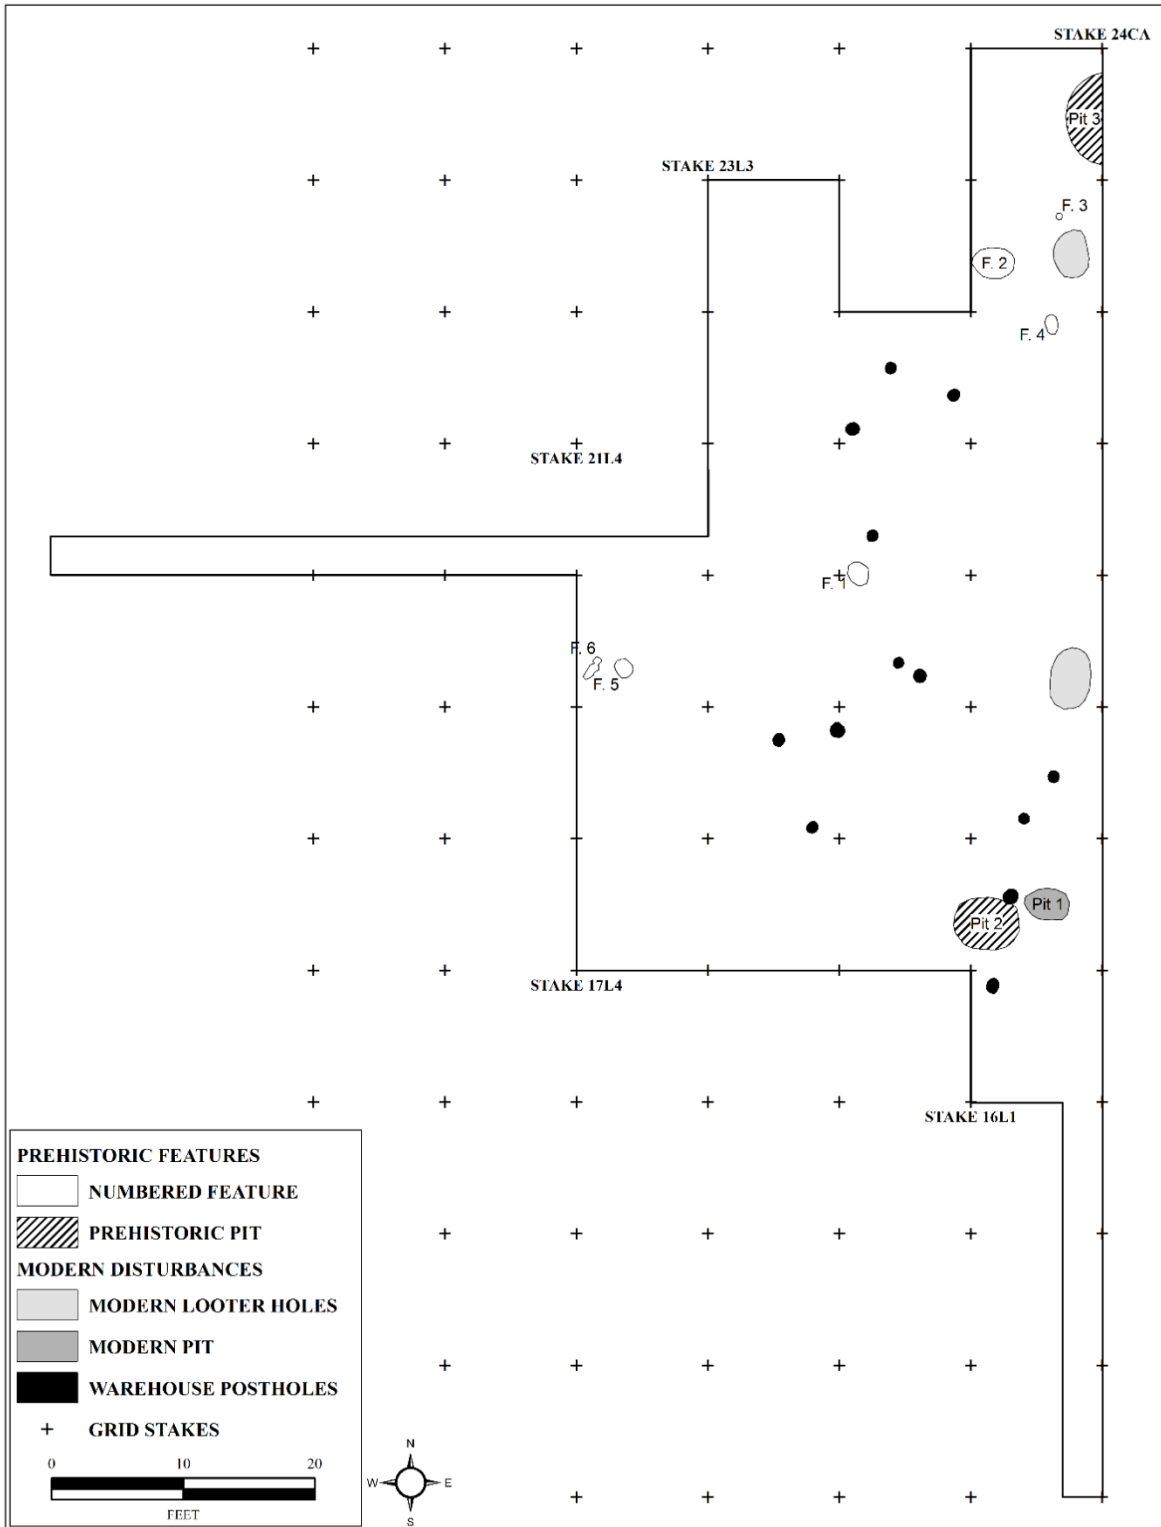 STAKE 24CA
Pit 3
STAKE 23L3
F. 3
F. 2
F. 4
STAKE 21L4
F. 1
F. 6
F. 5
Pit 1
Pit 2
STAKE 17L4
STAKE 16L1
PREHISTORIC FEATURES
NUMBERED FEATURE
PREHISTORIC PIT
MODERN DISTURBANCES
MODERN LOOTER HOLES
MODERN PIT
WAREHOUSE POSTHOLES
GRID STAKES
0 10 20
FEET
N
W E
S